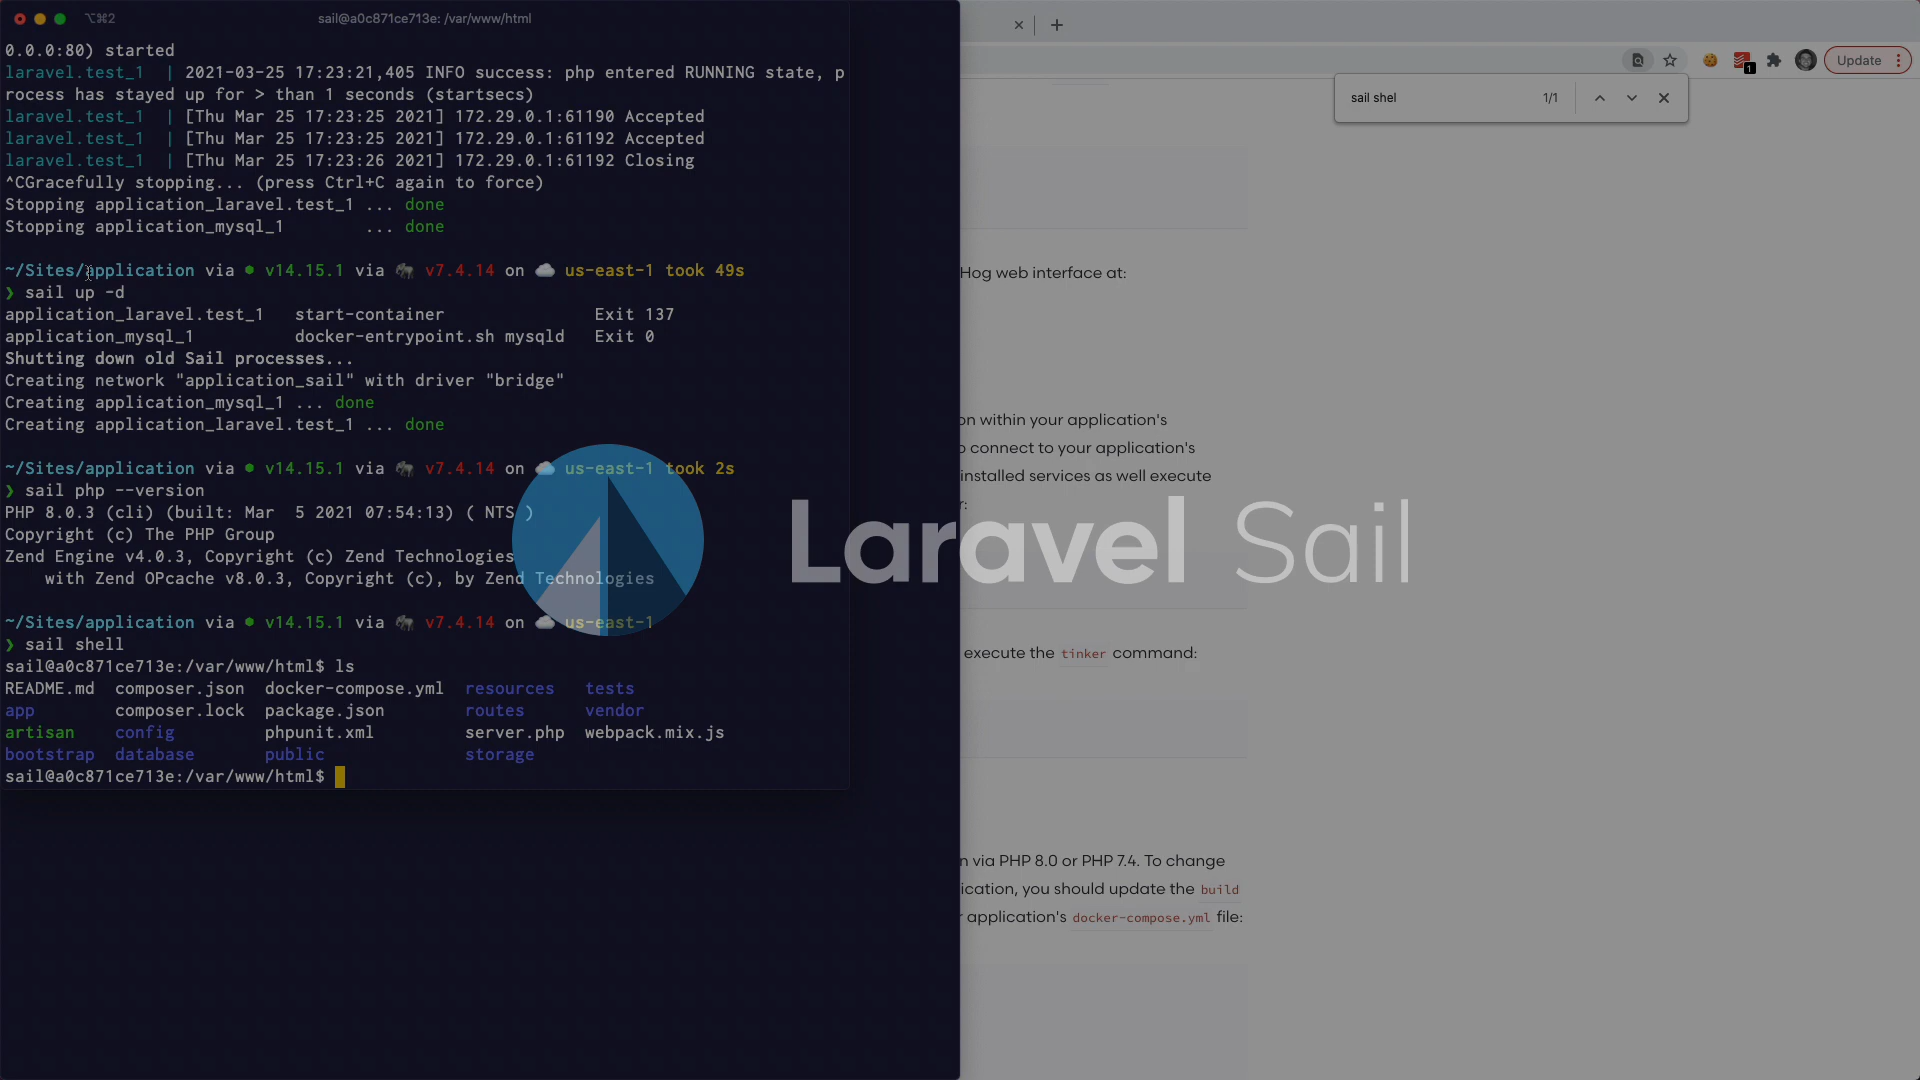 ⌥⌘2
sail@a0c871ce713e: /var/www/html
0.0.0:80) started
laravel.test_1 | 2021-03-25 17:23:21,405 INFO success: php entered RUNNING state, p
rocess has stayed up for > than 1 seconds (startsecs)
laravel.test_1 | [Thu Mar 25 17:23:25 2021] 172.29.0.1:61190 Accepted
laravel.test_1 | [Thu Mar 25 17:23:25 2021] 172.29.0.1:61192 Accepted
laravel.test_1 | [Thu Mar 25 17:23:26 2021] 172.29.0.1:61192 Closing
^CGracefully stopping... (press Ctrl+C again to force)
Stopping application_laravel.test_1 ... done
Stopping application_mysql_1 ... done
~/Sites/application via v14.15.1 via 🐘 v7.4.14 on ☁️ us-east-1 took 49s
❯ sail up -d
application_laravel.test_1 start-container Exit 137
application_mysql_1 docker-entrypoint.sh mysqld Exit 0
Shutting down old Sail processes...
Creating network "application_sail" with driver "bridge"
Creating application_mysql_1 ... done
Creating application_laravel.test_1 ... done
~/Sites/application via v14.15.1 via 🐘 v7.4.14 on ☁️ us-east-1 took 2s
❯ sail php --version
PHP 8.0.3 (cli) (built: Mar 5 2021 07:54:13) ( NTS )
Copyright (c) The PHP Group
Zend Engine v4.0.3, Copyright (c) Zend Technologies
with Zend OPcache v8.0.3, Copyright (c), by Zend Technologies
~/Sites/application via v14.15.1 via 🐘 v7.4.14 on ☁️ us-east-1
❯ sail shell
sail@a0c871ce713e:/var/www/html$ ls
README.md composer.json docker-compose.yml resources tests
app composer.lock package.json routes vendor
artisan config phpunit.xml server.php webpack.mix.js
bootstrap database public storage
sail@a0c871ce713e:/var/www/html$
Laravel Sail
Update
1
sail shel 1/1
Hog web interface at:
on within your application's
o connect to your application's
installed services as well execute
r:
execute the tinker command:
n via PHP 8.0 or PHP 7.4. To change
ication, you should update the build
r application's docker-compose.yml file: